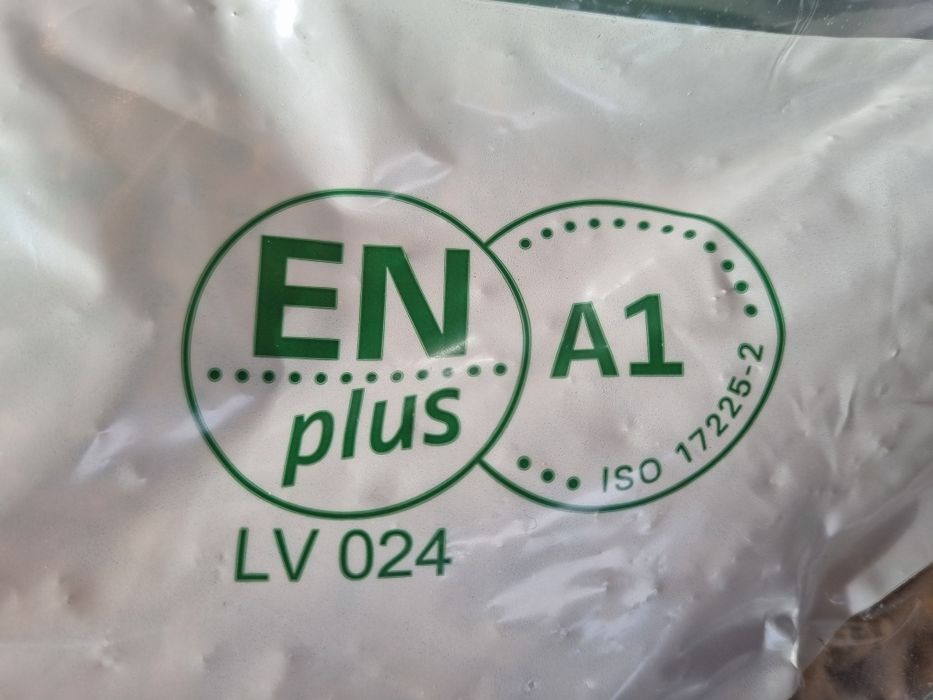 EN
plus
A1
ISO 17225-2
LV 024